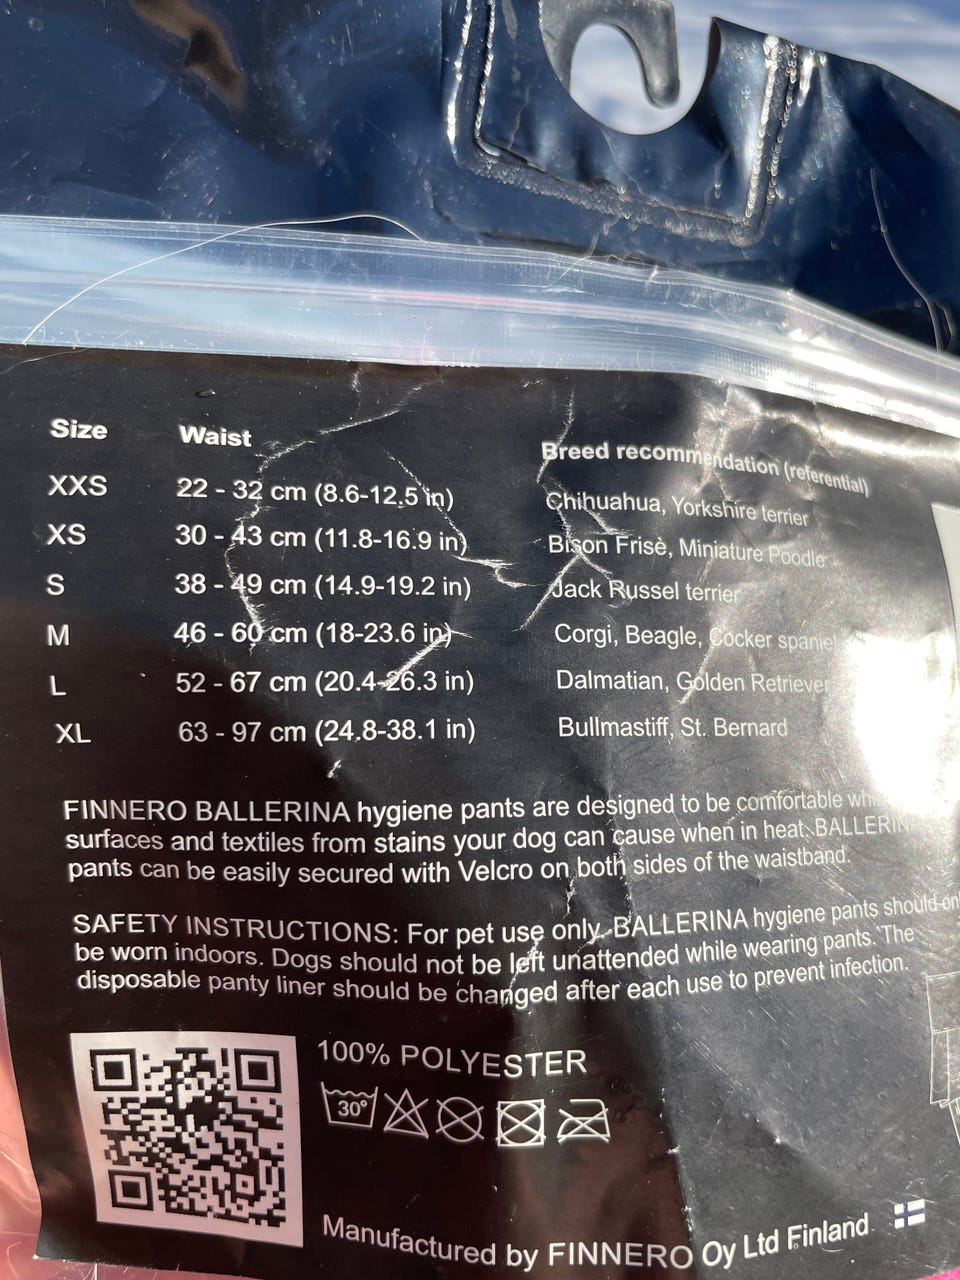 Size Waist Breed recommendation (referential)
XXS 22 - 32 cm (8.6-12.5 in) Chihuahua, Yorkshire terrier
XS 30 - 43 cm (11.8-16.9 in) Bison Frisè, Miniature Poodle
S 38 - 49 cm (14.9-19.2 in) Jack Russel terrier
M 46 - 60 cm (18-23.6 in) Corgi, Beagle, Cocker spaniel
L 52 - 67 cm (20.4-26.3 in) Dalmatian, Golden Retriever
XL 63 - 97 cm (24.8-38.1 in) Bullmastiff, St. Bernard
FINNERO BALLERINA hygiene pants are designed to be comfortable
surfaces and textiles from stains your dog can cause when in heat. BALLERINA
pants can be easily secured with Velcro on both sides of the waistband.
SAFETY INSTRUCTIONS: For pet use only. BALLERINA hygiene pants should only
be worn indoors. Dogs should not be left unattended while wearing pants. The
disposable panty liner should be changed after each use to prevent infection.
100% POLYESTER
30°
Manufactured by FINNERO Oy Ltd Finland